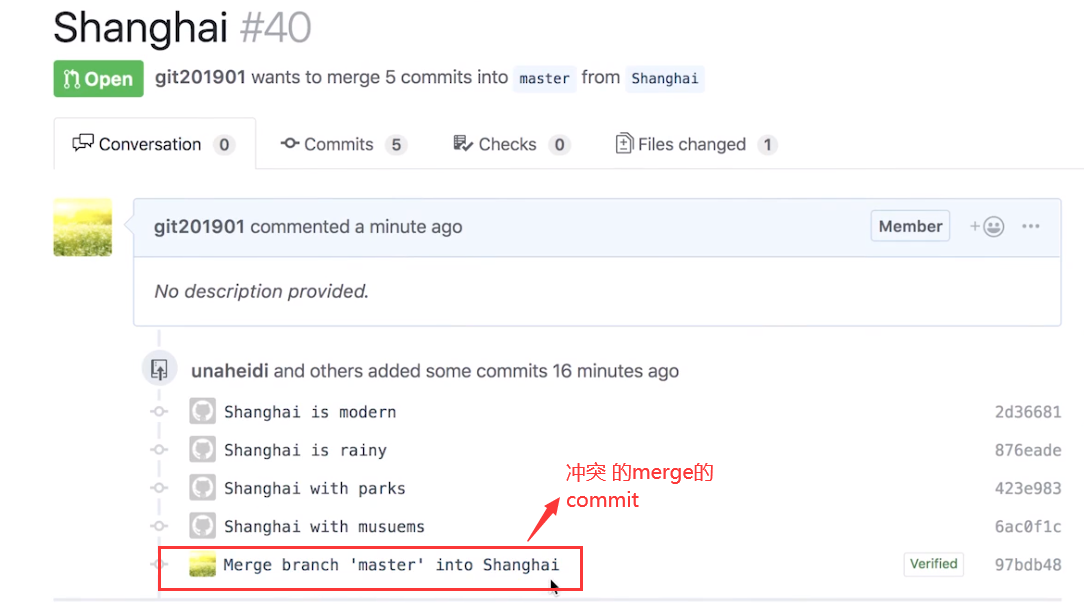 Shanghai #40
Open git201901 wants to merge 5 commits into master from Shanghai
Conversation 0 Commits 5 Checks 0 Files changed 1
git201901 commented a minute ago Member
No description provided.
unaheidi and others added some commits 16 minutes ago
Shanghai is modern 2d36681
Shanghai is rainy 876eade
Shanghai with parks 423e983
Shanghai with musuems 6ac0f1c
冲突 的merge的
commit
Merge branch 'master' into Shanghai Verified 97bdb48